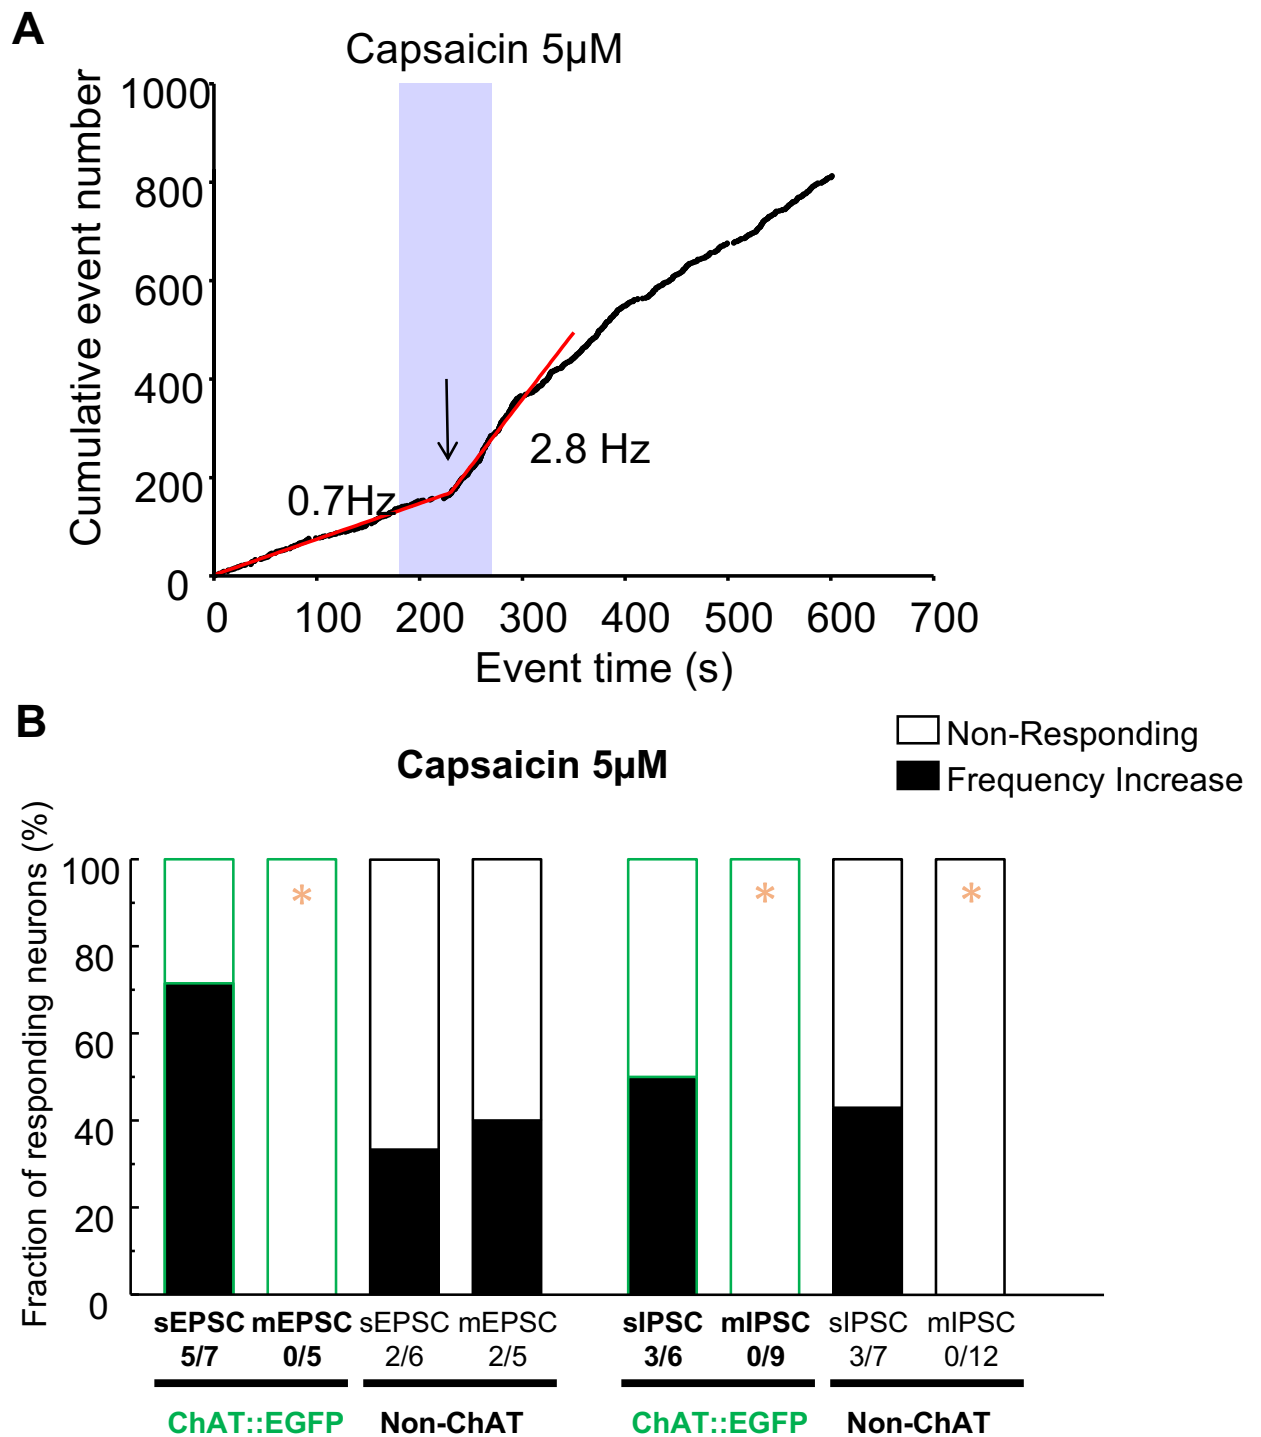 A
Capsaicin 5µM
Cumulative event number
1000
800
600
400
200
0
0.7Hz
2.8 Hz
0 100 200 300 400 500 600 700
Event time (s)
B
Capsaicin 5µM
Non-Responding
Frequency Increase
Fraction of responding neurons (%)
100
80
60
40
20
0
* * *
sEPSC mEPSC sEPSC mEPSC sIPSC mIPSC sIPSC mIPSC
5/7 0/5 2/6 2/5 3/6 0/9 3/7 0/12
ChAT::EGFP Non-ChAT ChAT::EGFP Non-ChAT